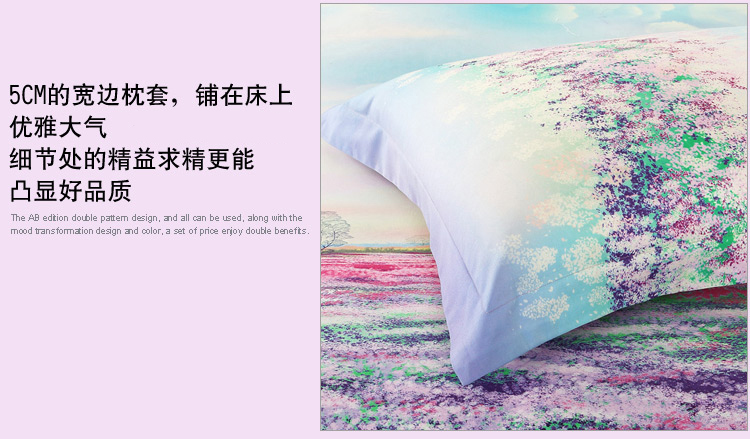 5CM的宽边枕套，铺在床上
优雅大气
细节处的精益求精更能
凸显好品质
The AB edition double pattern design, and all can be used, along with the
mood transformation design and color, a set of price enjoy double benefits.